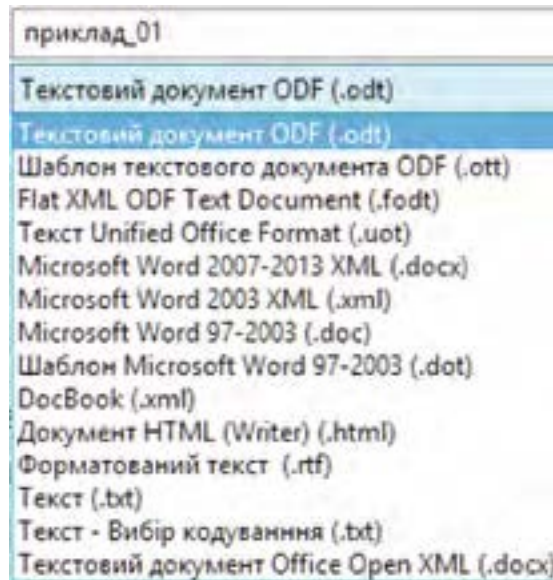 приклад_01
Текстовий документ ODF (.odt)
Текстовий документ ODF (.odt)
Шаблон текстового документа ODF (.ott)
Flat XML ODF Text Document (.fodt)
Текст Unified Office Format (.uot)
Microsoft Word 2007-2013 XML (.docx)
Microsoft Word 2003 XML (.xml)
Microsoft Word 97-2003 (.doc)
Шаблон Microsoft Word 97-2003 (.dot)
DocBook (.xml)
Документ HTML (Writer) (.html)
Форматований текст (.rtf)
Текст (.txt)
Текст - Вибір кодуванння (.txt)
Текстовий документ Office Open XML (.docx)